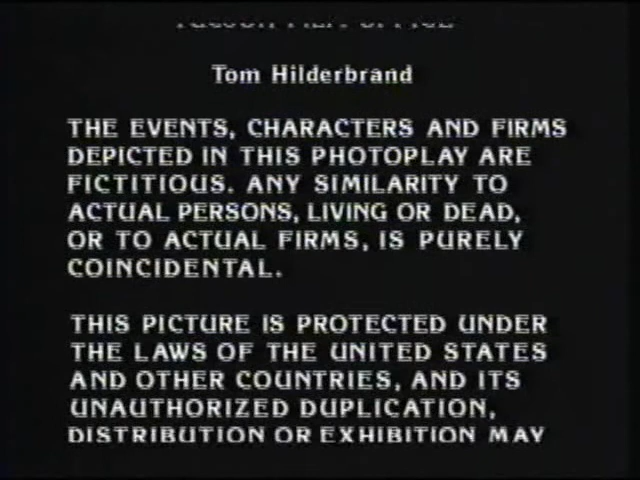 Tom Hilderbrand
THE EVENTS, CHARACTERS AND FIRMS
DEPICTED IN THIS PHOTOPLAY ARE
FICTITIOUS. ANY SIMILARITY TO
ACTUAL PERSONS, LIVING OR DEAD,
OR TO ACTUAL FIRMS, IS PURELY
COINCIDENTAL.
THIS PICTURE IS PROTECTED UNDER
THE LAWS OF THE UNITED STATES
AND OTHER COUNTRIES, AND ITS
UNAUTHORIZED DUPLICATION,
DISTRIBUTION OR EXHIBITION MAY